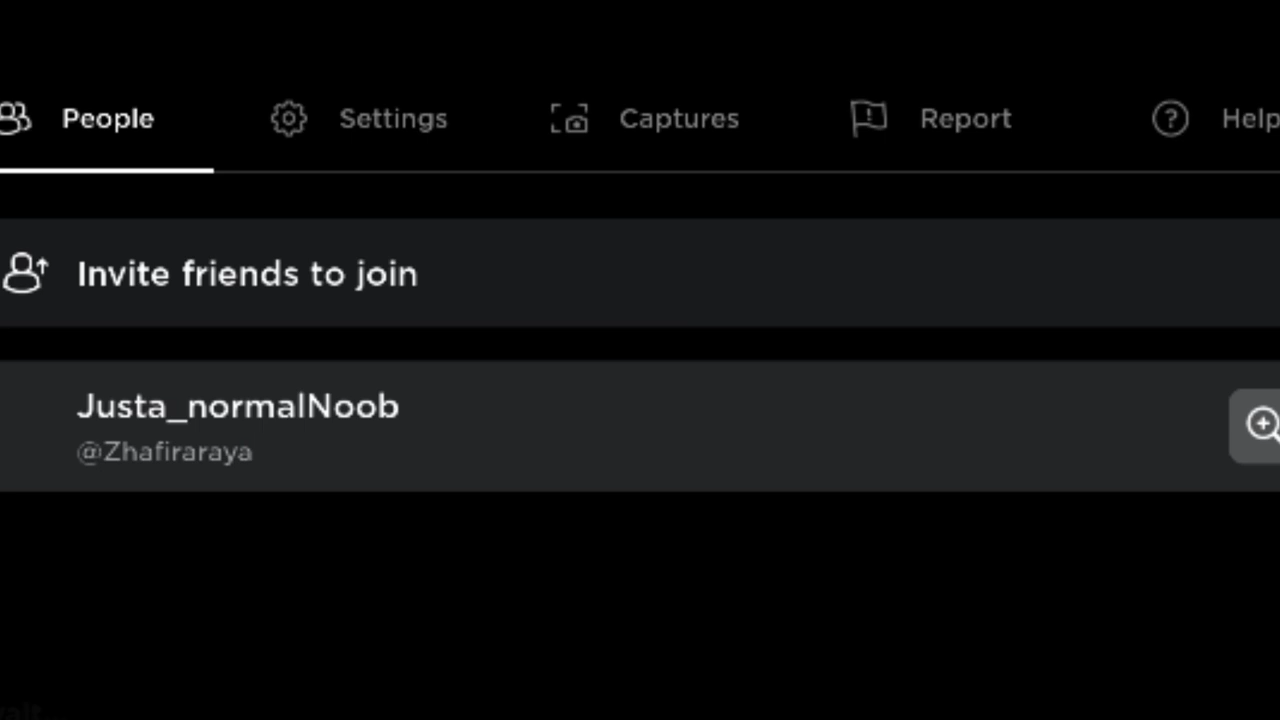 People Settings Captures Report Help
Invite friends to join
Justa_normalNoob
@Zhafiraraya